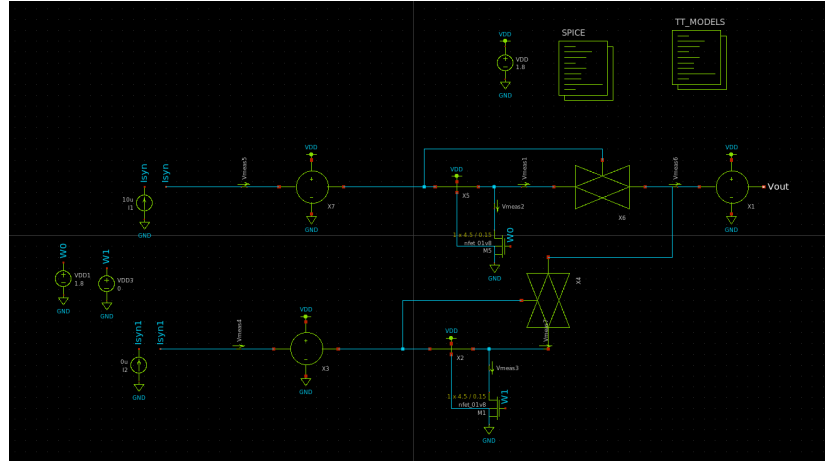 TT_MODELS
SPICE
VDD
VDD
1.8
GND
VDD
VDD
VDD
Isyn
Isyn
Vmeas5
Vmeas1
Vmeas6
10u
I1
GND
X7
GND
X5
Vmeas2
X6
X1
GND
Vout
W0
1 x 4.5 / 0.15
nfet_01v8
M5
W0
GND
W0
VDD1
1.8
GND
W1
VDD3
0
GND
X4
Isyn1
Isyn1
Vmeas4
VDD
VDD
0u
I2
GND
X3
GND
X2
Vmeas3
1 x 4.5 / 0.15
nfet_01v8
M1
W1
GND